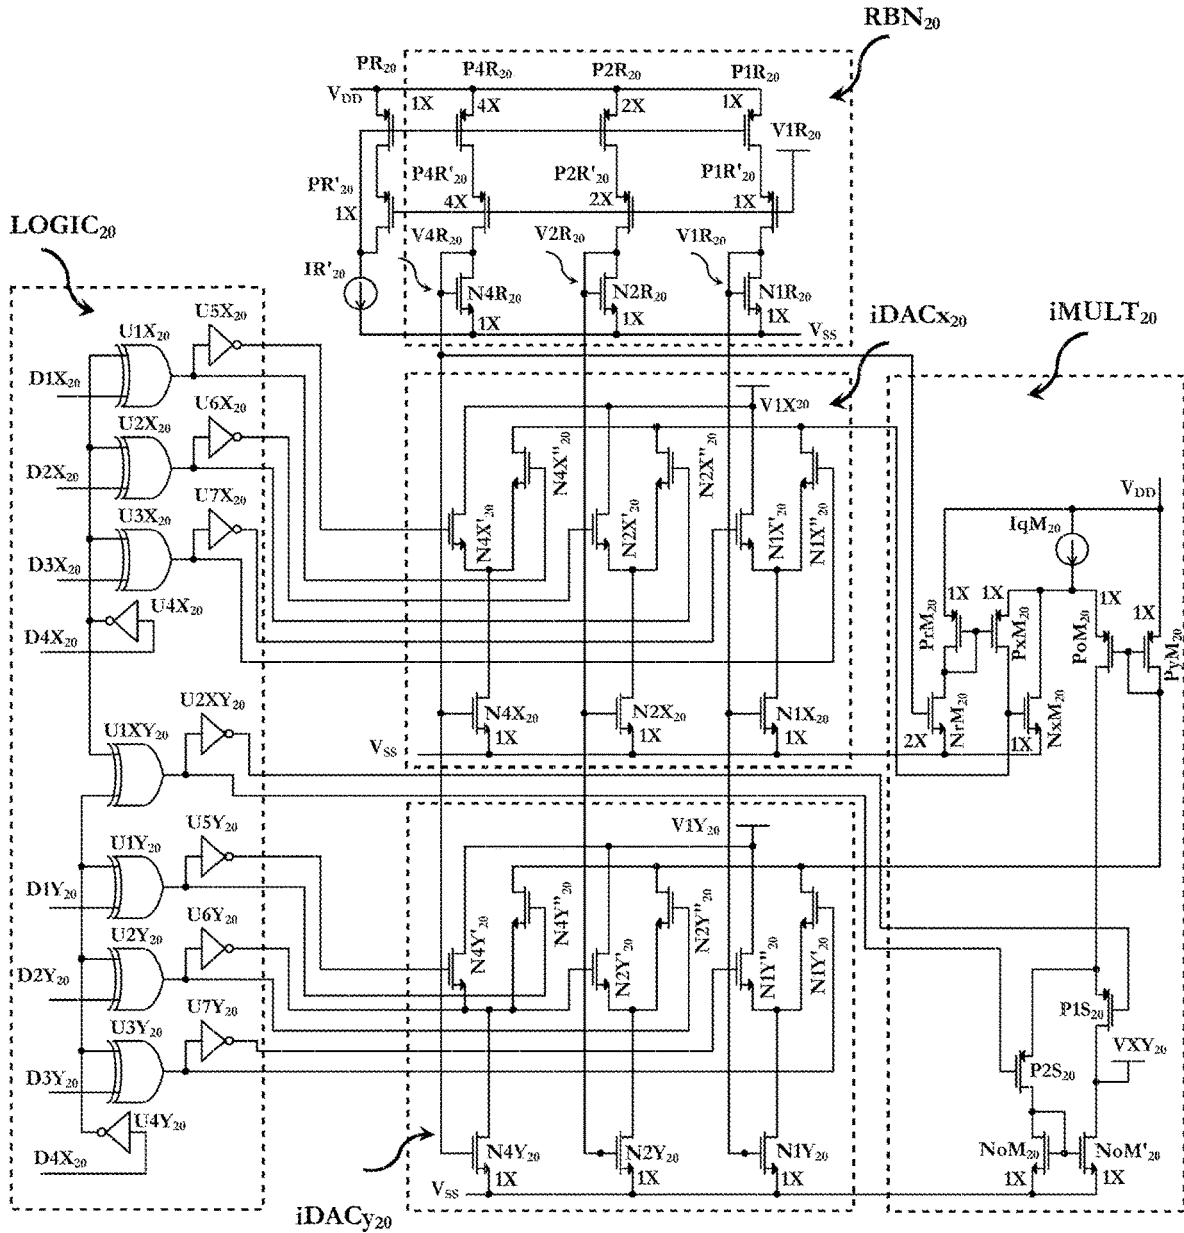 RBN20
PR20
P4R20
P2R20
P1R20
VDD
1X
4X
2X
1X
V1R20
PR'20
P4R'20
P2R'20
P1R'20
1X
4X
2X
1X
LOGIC20
V4R20
V2R20
V1R20
IR'20
N4R20
N2R20
N1R20
1X
1X
1X
VSS
iDACx20
iMULT20
U5X20
U1X20
D1X20
U6X20
U2X20
D2X20
U7X20
U3X20
D3X20
U4X20
D4X20
V1X20
N4X''20
N2X''20
N4X'20
N2X'20
N1X'20
N1X''20
VDD
IqM20
1X
1X
1X
1X
PrM20
PxM20
PoM20
PyM20
N4X20
N2X20
N1X20
1X
1X
1X
VSS
2X
NrM20
1X
NxM20
U2XY20
U1XY20
U5Y20
U1Y20
D1Y20
U6Y20
U2Y20
D2Y20
U7Y20
U3Y20
D3Y20
U4Y20
D4X20
V1Y20
N4Y''20
N2Y''20
N4Y'20
N2Y'20
N1Y''20
N1Y'20
P1S20
VXY20
P2S20
N4Y20
N2Y20
N1Y20
1X
1X
1X
VSS
NoM20
NoM'20
1X
1X
iDACy20